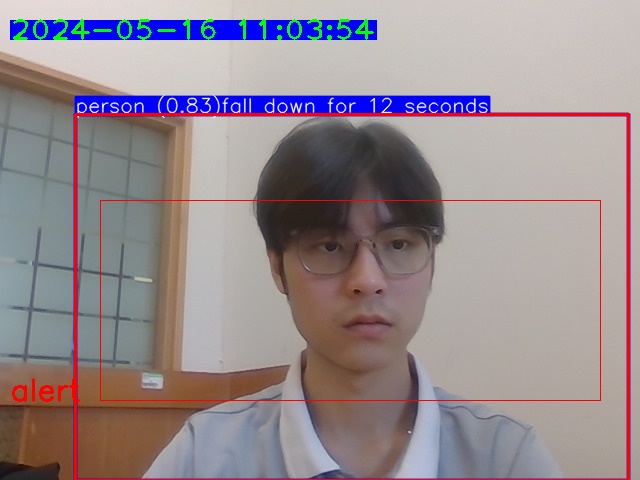 2024-05-16 11:03:54
person (0.83)fall down for 12 seconds
alert